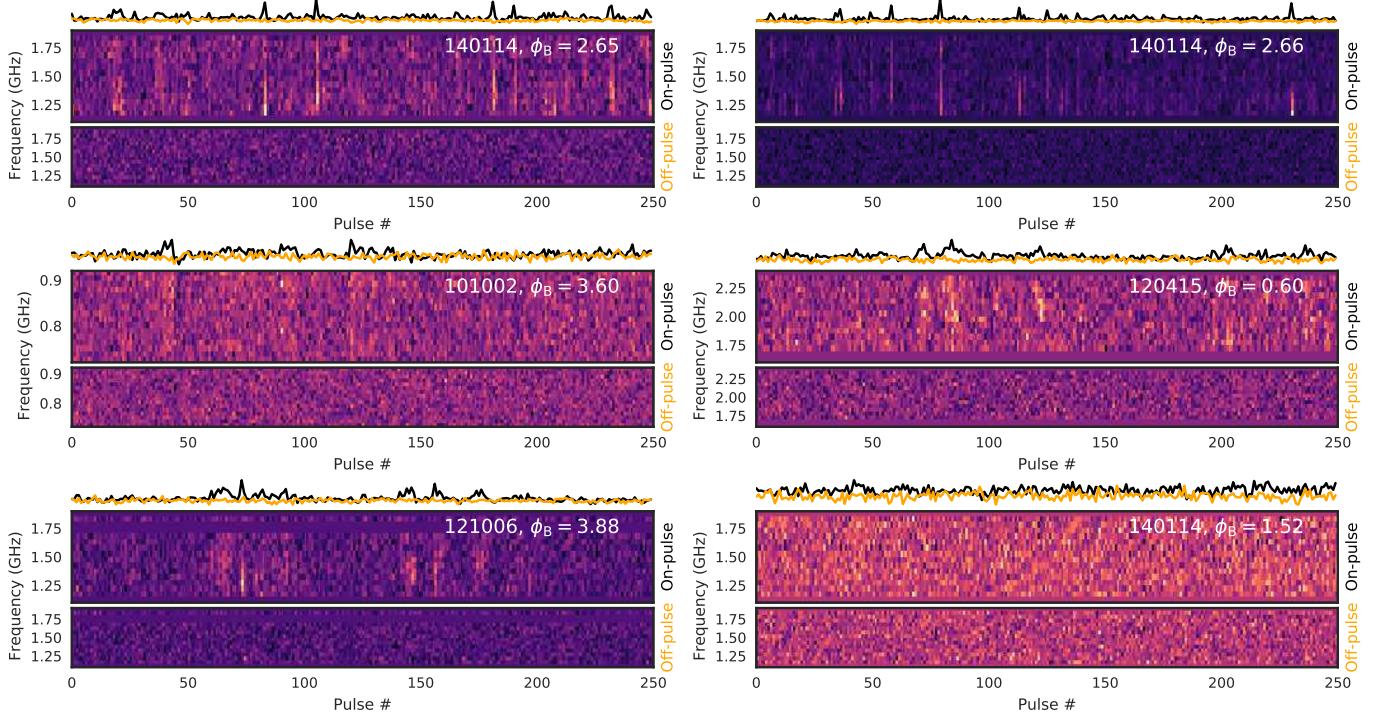 140114, ϕB = 2.65
Frequency (GHz)
1.75
1.50
1.25
On-pulse
1.75
1.50
1.25
Off-pulse
0 50 100 150 200 250
Pulse #
140114, ϕB = 2.66
Frequency (GHz)
1.75
1.50
1.25
On-pulse
1.75
1.50
1.25
Off-pulse
0 50 100 150 200 250
Pulse #
101002, ϕB = 3.60
Frequency (GHz)
0.9
0.8
On-pulse
0.9
0.8
Off-pulse
0 50 100 150 200 250
Pulse #
120415, ϕB = 0.60
Frequency (GHz)
2.25
2.00
1.75
On-pulse
2.25
2.00
1.75
Off-pulse
0 50 100 150 200 250
Pulse #
121006, ϕB = 3.88
Frequency (GHz)
1.75
1.50
1.25
On-pulse
1.75
1.50
1.25
Off-pulse
0 50 100 150 200 250
Pulse #
140114, ϕB = 1.52
Frequency (GHz)
1.75
1.50
1.25
On-pulse
1.75
1.50
1.25
Off-pulse
0 50 100 150 200 250
Pulse #